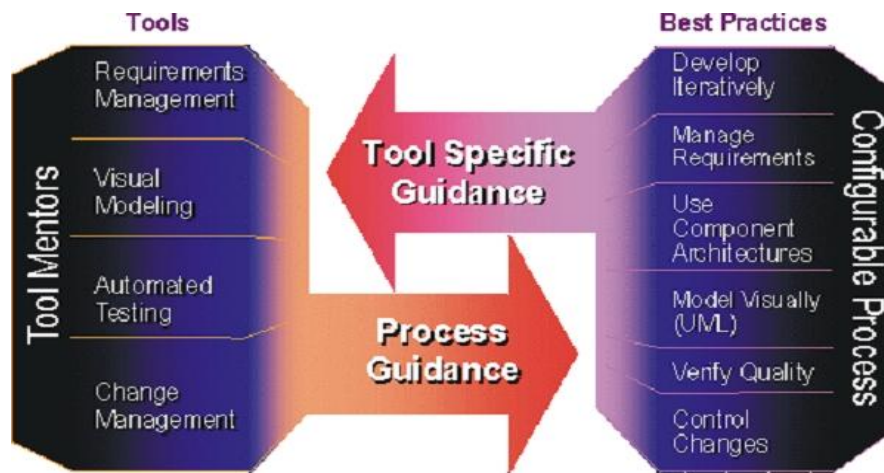 Tools
Tool Mentors
Requirements
Management
Visual
Modeling
Automated
Testing
Change
Management
Tool Specific
Guidance
Process
Guidance
Best Practices
Develop
Iteratively
Manage
Requirements
Use
Component
Architectures
Model Visually
(UML)
Verify Quality
Control
Changes
Configurable Process